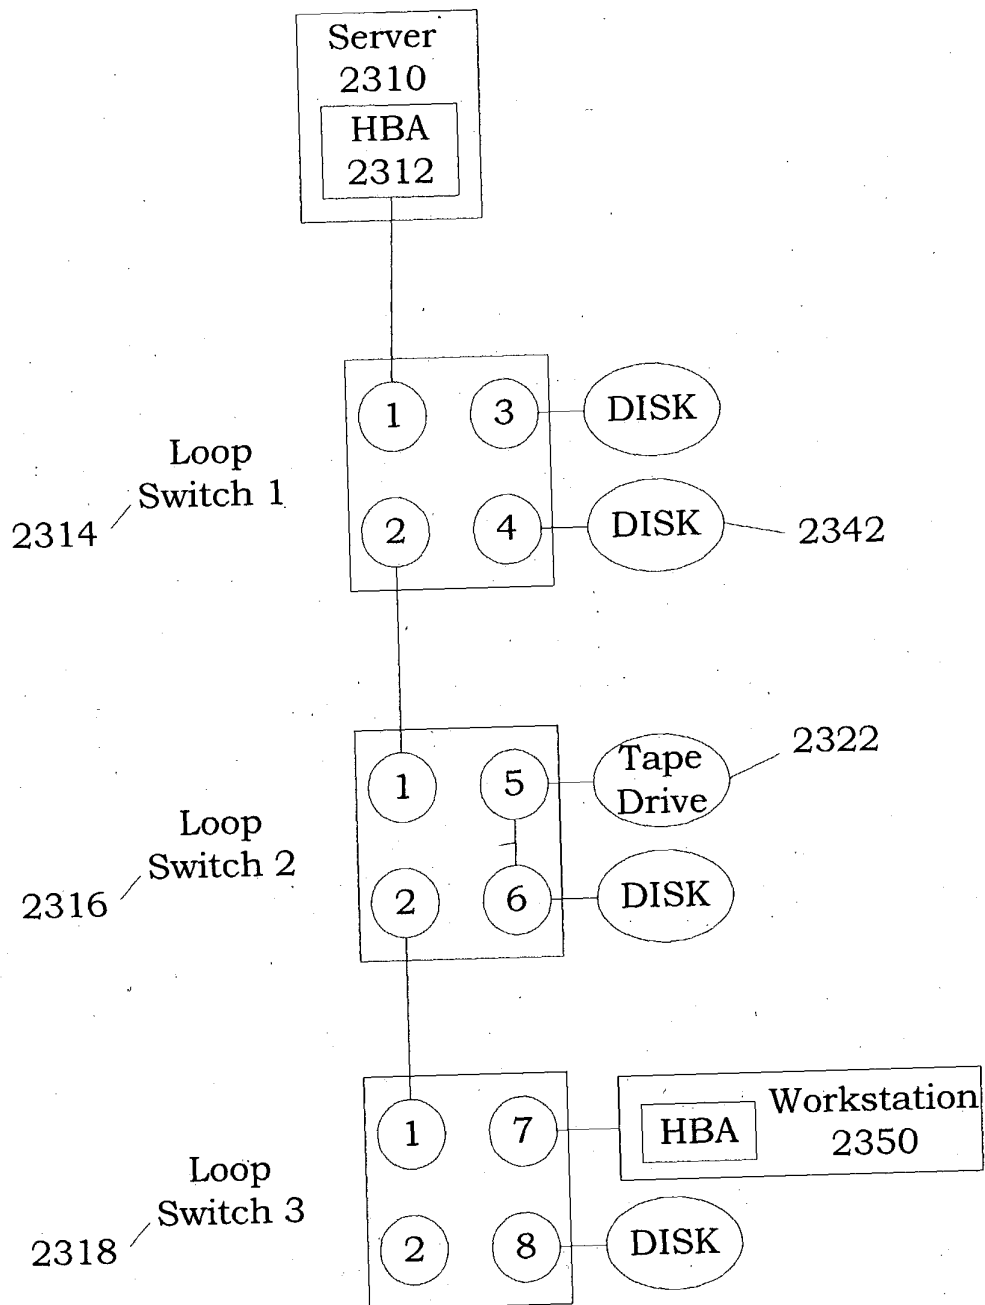 Server
2310
HBA
2312
1
3
DISK
Loop
Switch 1
2314
2
4
DISK
2342
1
5
Tape
Drive
2322
Loop
Switch 2
2316
2
6
DISK
1
7
HBA
Workstation
2350
Loop
Switch 3
2318
2
8
DISK